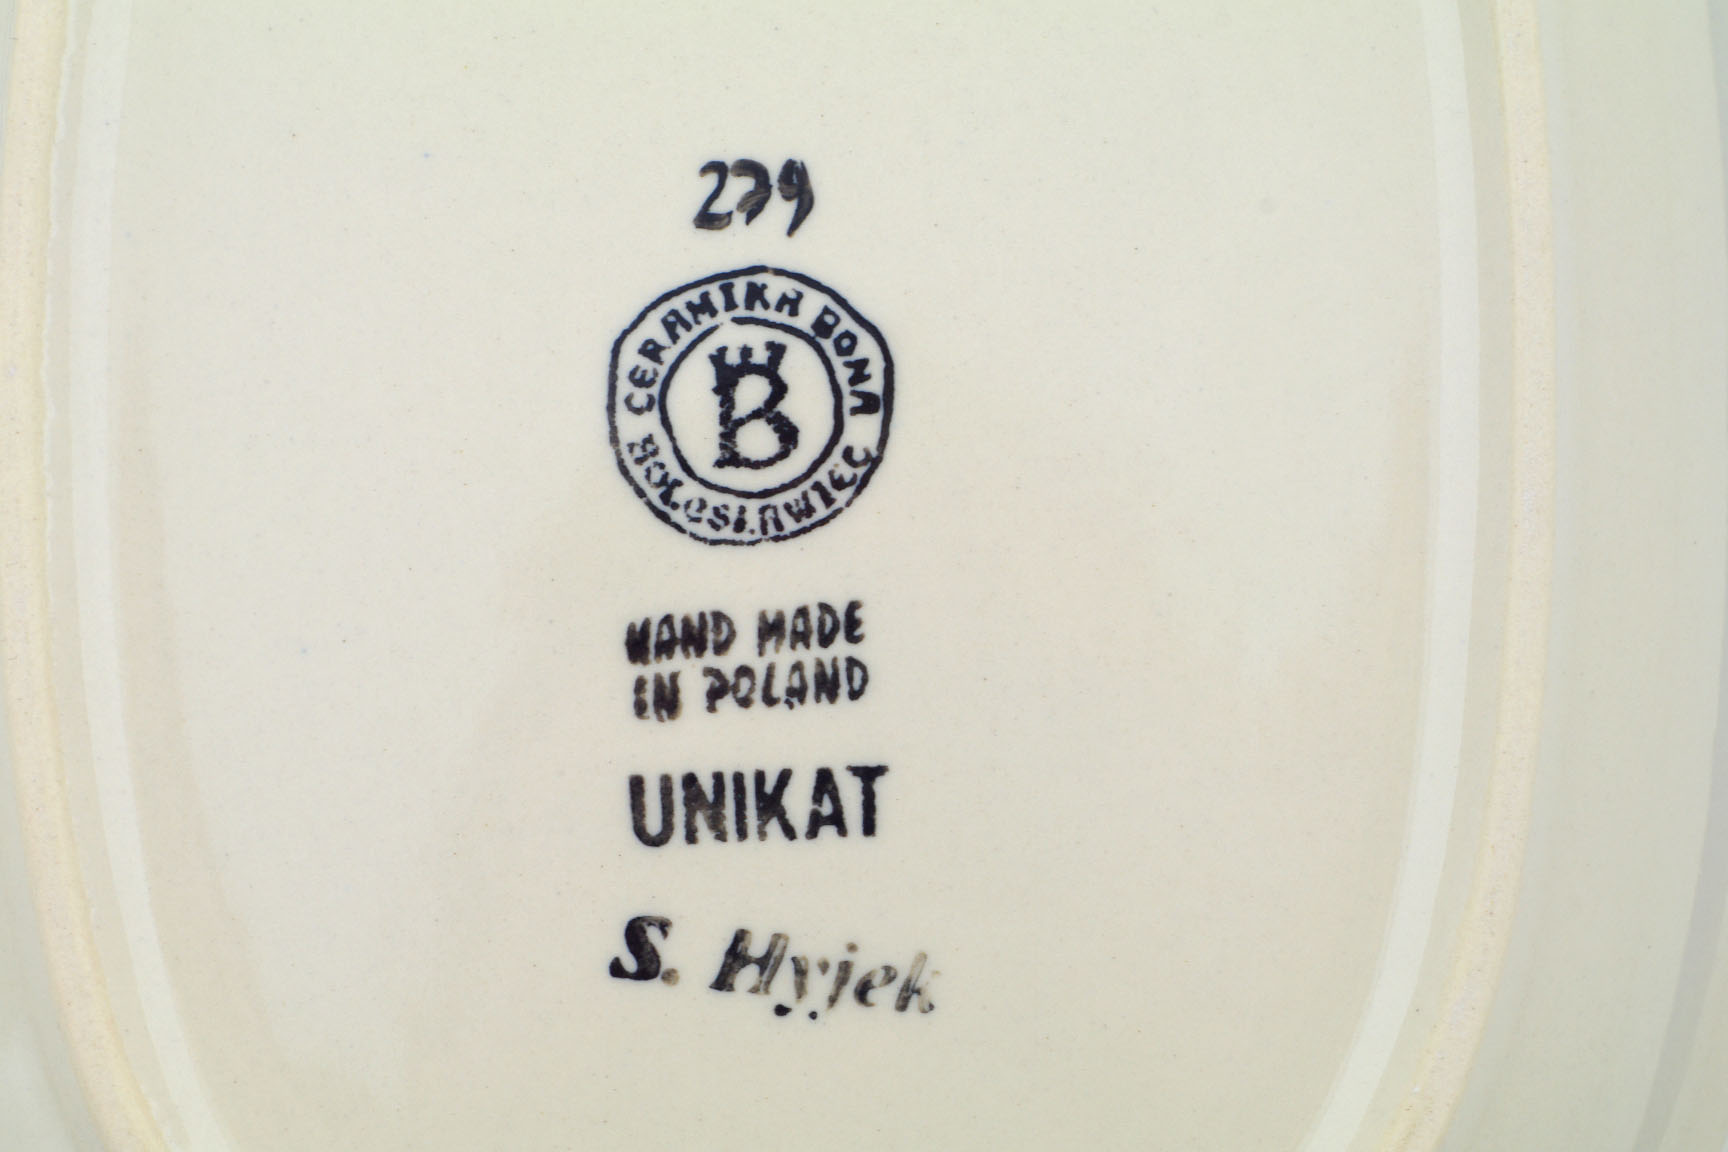 279
CERAMIKA BONA
B
BOLESŁAWIEC
HAND MADE
IN POLAND
UNIKAT
S. Hyjek